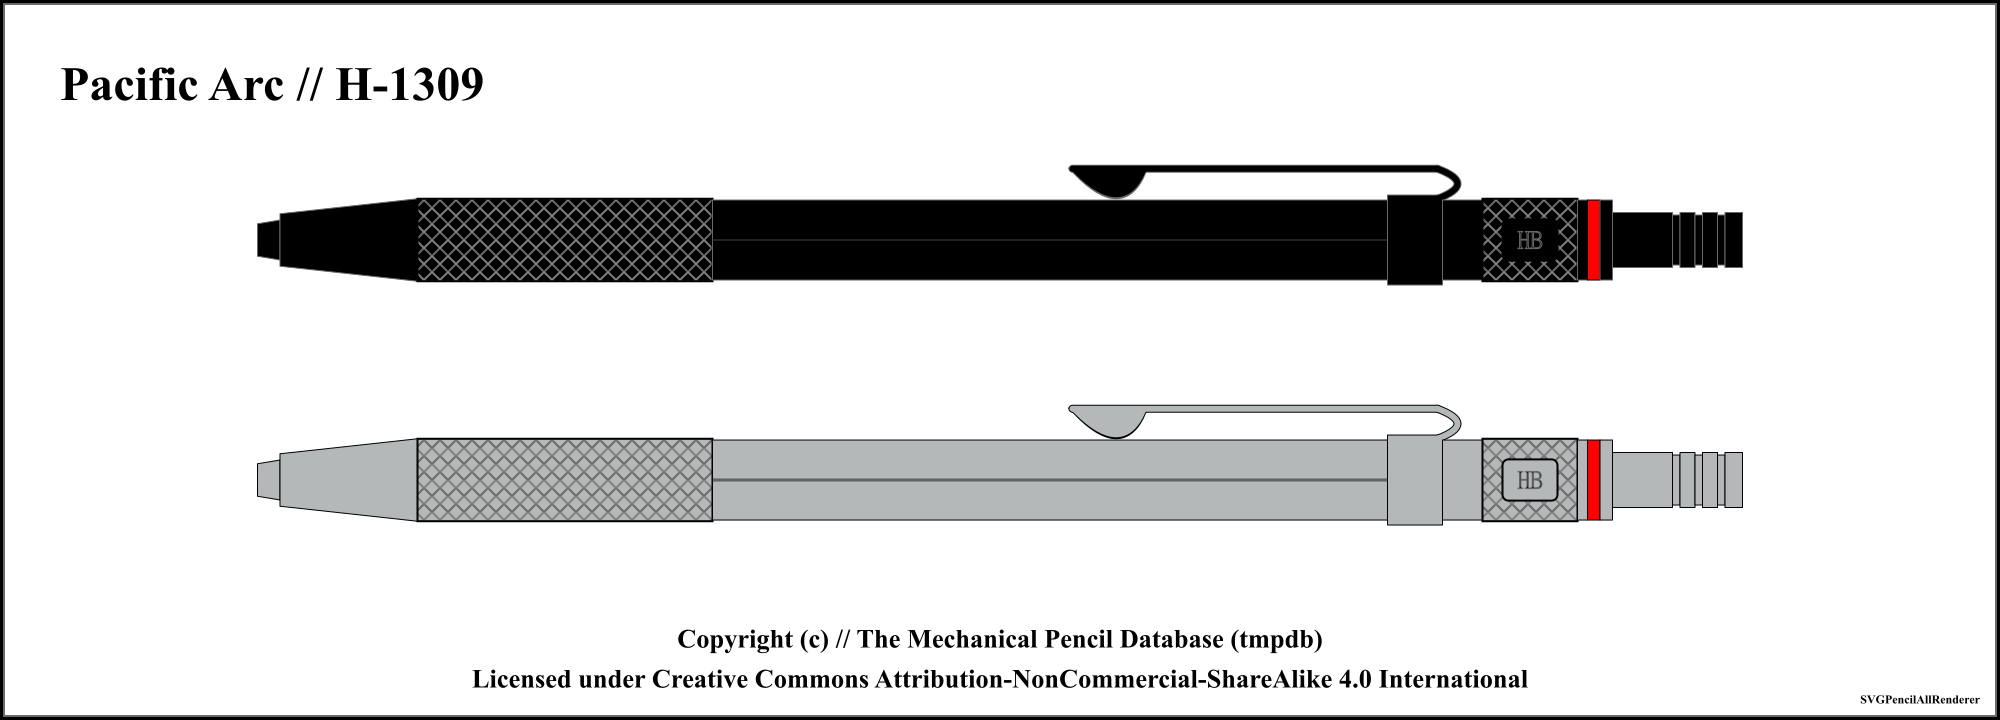 Pacific Arc // H-1309
HB
HB
Copyright (c) // The Mechanical Pencil Database (tmpdb)
Licensed under Creative Commons Attribution-NonCommercial-ShareAlike 4.0 International
SVGPencilAllRenderer